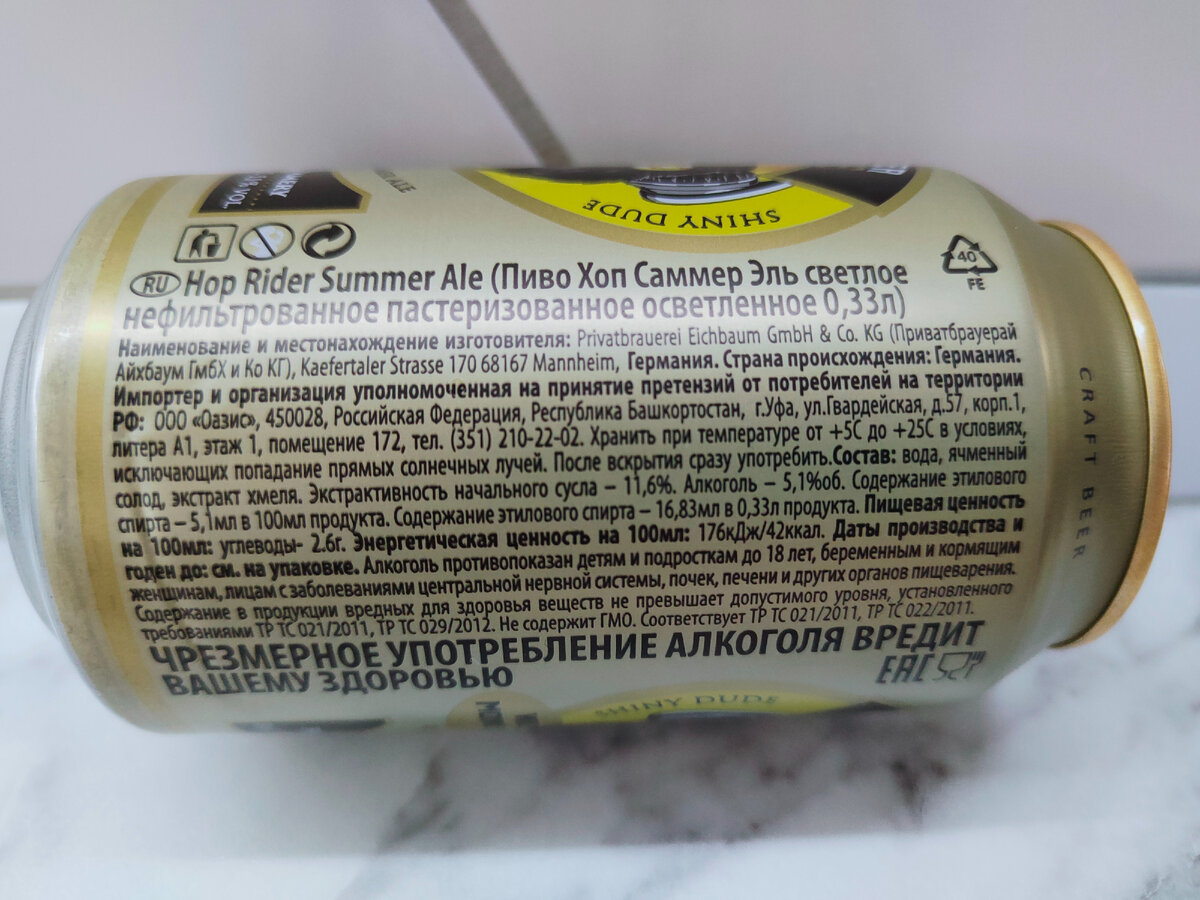 SHINY DUDE
40
FE
RU Hop Rider Summer Ale (Пиво Хоп Саммер Эль светлое
нефильтрованное пастеризованное осветленное 0,33л)
Наименование и местонахождение изготовителя: Privatbrauerei Eichbaum GmbH & Co. KG (Приватбрауерай
Айхбаум ГмбХ и Ко КГ), Kaefertaler Strasse 170 68167 Mannheim, Германия. Страна происхождения: Германия.
Импортер и организация уполномоченная на принятие претензий от потребителей на территории
РФ: ООО «Оазис», 450028, Российская Федерация, Республика Башкортостан, г.Уфа, ул.Гвардейская, д.57, корп.1,
литера А1, этаж 1, помещение 172, тел. (351) 210-22-02. Хранить при температуре от +5С до +25С в условиях,
исключающих попадание прямых солнечных лучей. После вскрытия сразу употребить.Состав: вода, ячменный
солод, экстракт хмеля. Экстрактивность начального сусла – 11,6%. Алкоголь – 5,1%об. Содержание этилового
спирта – 5,1мл в 100мл продукта. Содержание этилового спирта – 16,83мл в 0,33л продукта. Пищевая ценность
на 100мл: углеводы- 2.6г. Энергетическая ценность на 100мл: 176кДж/42ккал. Даты производства и
годен до: см. на упаковке. Алкоголь противопоказан детям и подросткам до 18 лет, беременным и кормящим
женщинам, лицам с заболеваниями центральной нервной системы, почек, печени и других органов пищеварения.
Содержание в продукции вредных для здоровья веществ не превышает допустимого уровня, установленного
требованиями ТР ТС 021/2011, ТР ТС 029/2012. Не содержит ГМО. Соответствует ТР ТС 021/2011, ТР ТС 022/2011.
ЧРЕЗМЕРНОЕ УПОТРЕБЛЕНИЕ АЛКОГОЛЯ ВРЕДИТ
ВАШЕМУ ЗДОРОВЬЮ
EAC
SHINY DUDE
CRAFT BEER